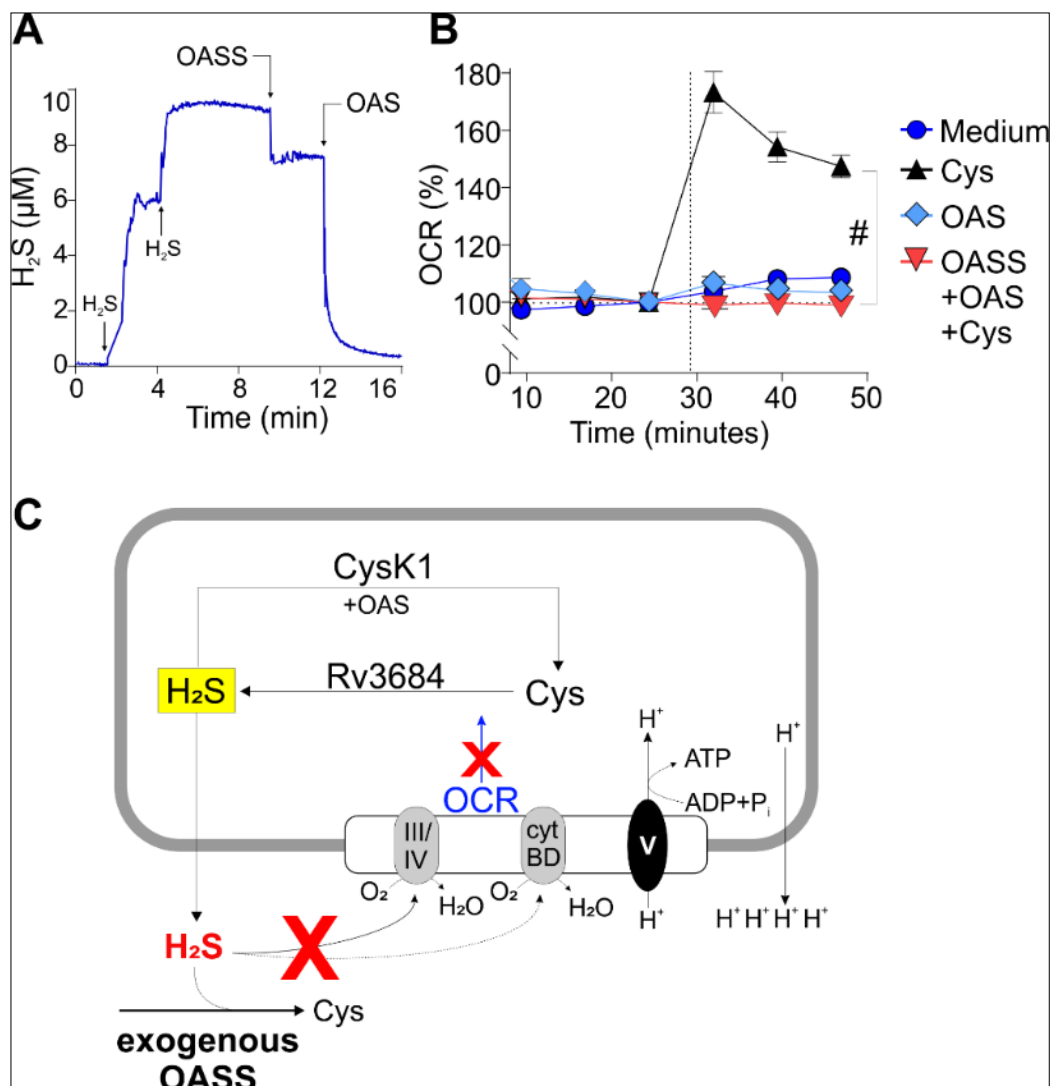 A
OASS
OAS
10
8
6
4
2
0
H₂S (µM)
H₂S
H₂S
0
4
8
12
16
Time (min)
B
180
160
140
120
100
0
OCR (%)
10
20
30
40
50
Time (minutes)
#
Medium
Cys
OAS
OASS
+OAS
+Cys
C
CysK1
+OAS
H₂S
Rv3684
Cys
X
OCR
H⁺
ATP
ADP+Pᵢ
H⁺
III/
IV
cyt
BD
V
O₂
H₂O
O₂
H₂O
H⁺
H⁺ H⁺ H⁺ H⁺
H₂S
X
Cys
exogenous
OASS